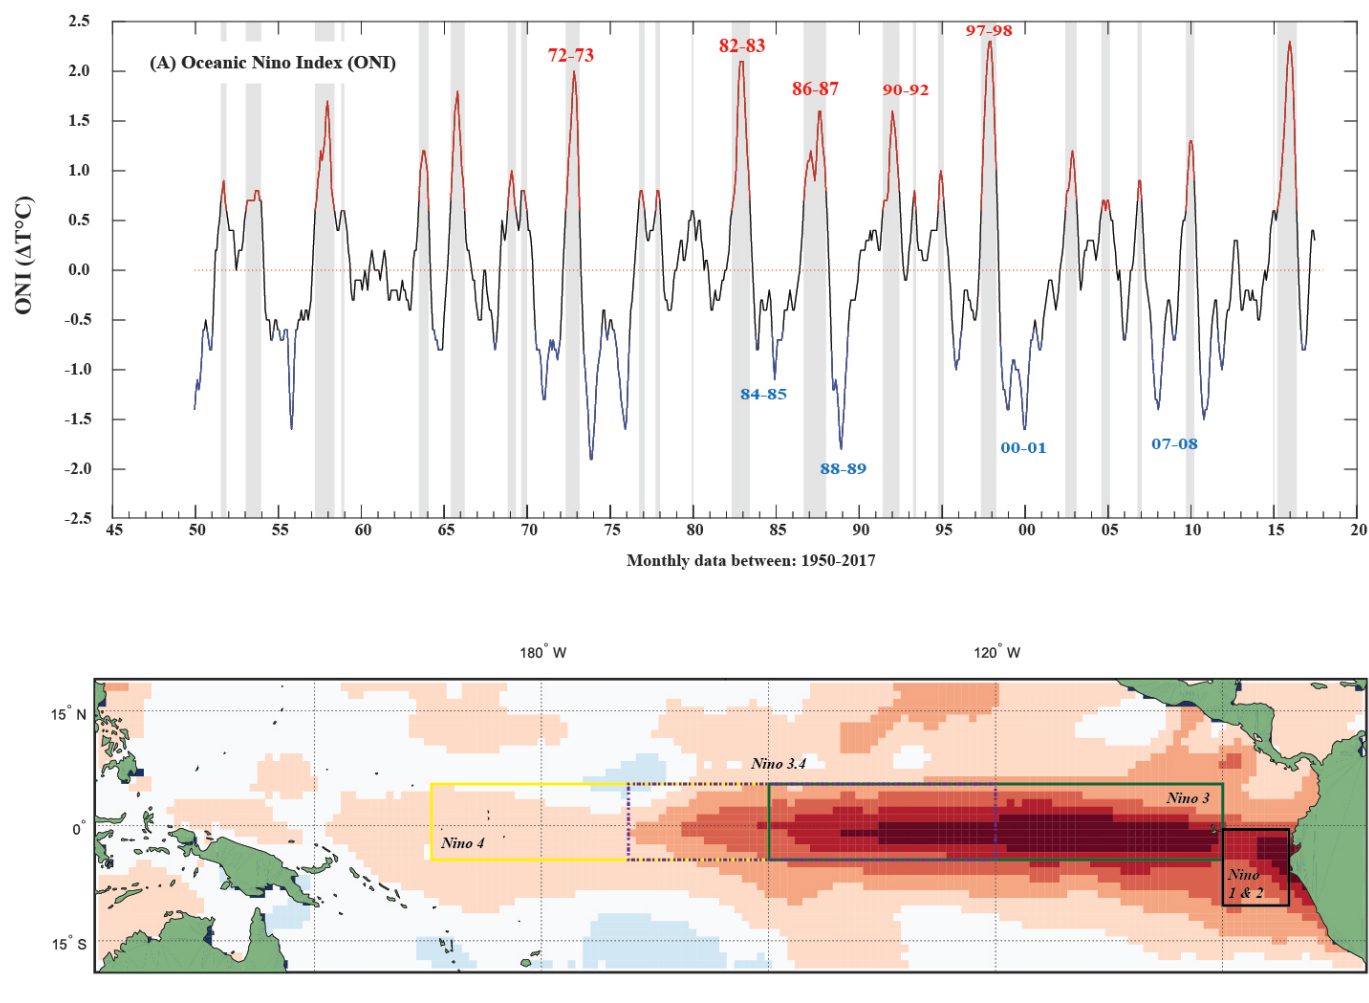 2.5
97-98
82-83
72-73
(A) Oceanic Nino Index (ONI)
2.0
86-87
90-92
1.5
1.0
0.5
ONI (ΔT°C)
0.0
-0.5
-1.0
84-85
-1.5
00-01
07-08
88-89
-2.0
-2.5
45 50 55 60 65 70 75 80 85 90 95 00 05 10 15 20
Monthly data between: 1950-2017
180° W 120° W
15° N
Nino 3.4
Nino 3
0°
Nino 4
Nino
1 & 2
15° S